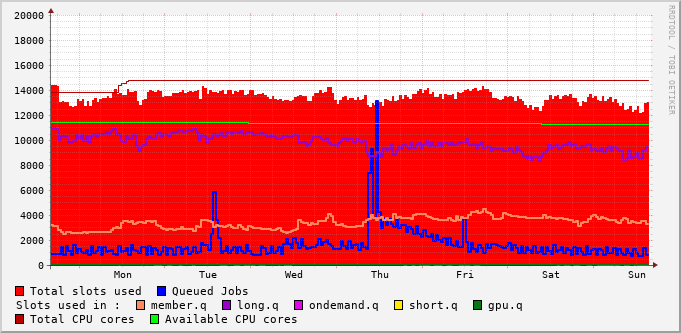 20000
18000
16000
14000
12000
10000
8000
6000
4000
2000
0
Mon Tue Wed Thu Fri Sat Sun
RRDTOOL / TOBI OETIKER
Total slots used Queued Jobs
Slots used in : member.q long.q ondemand.q short.q gpu.q
Total CPU cores Available CPU cores